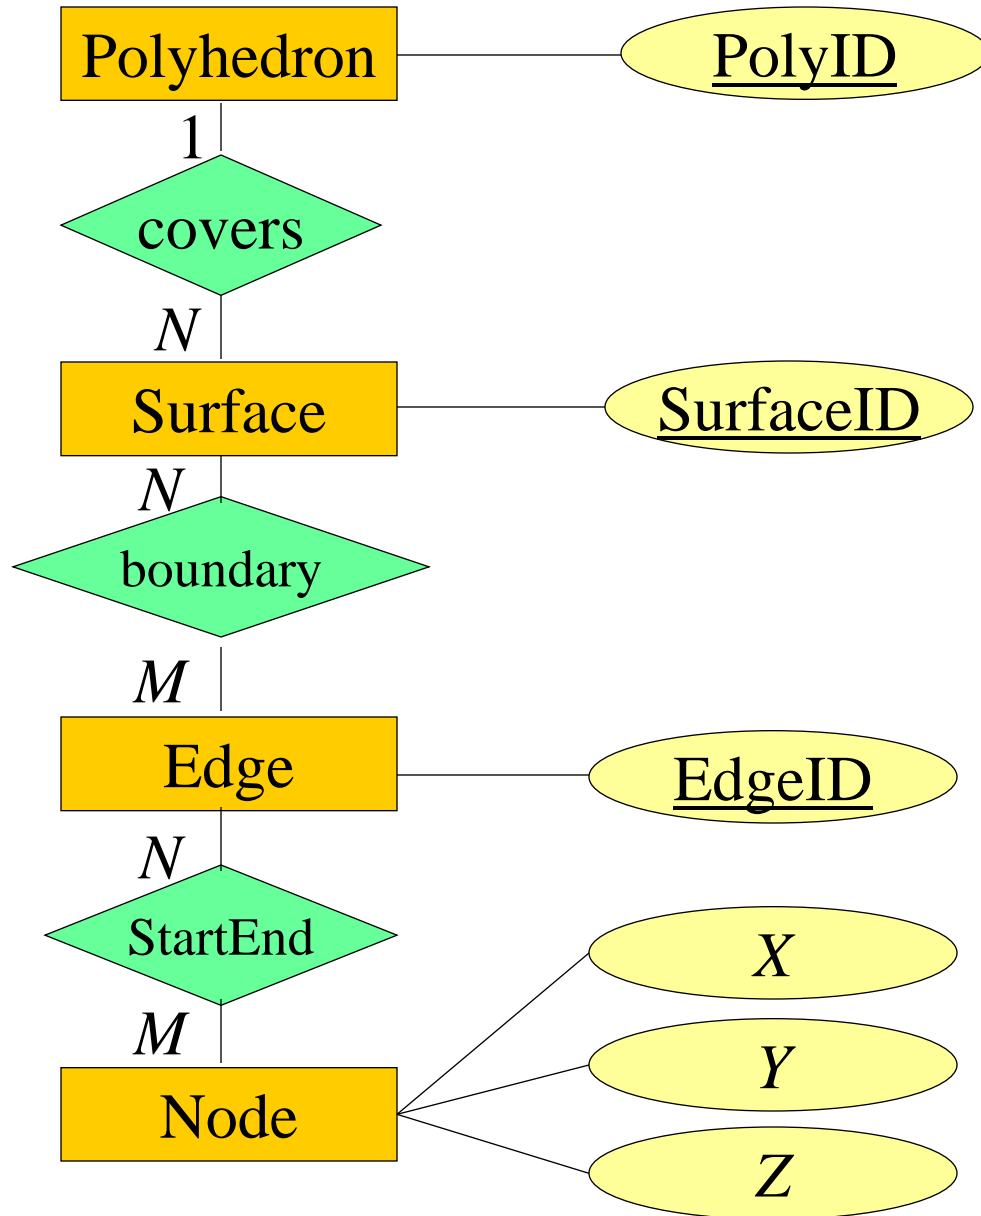 Polyhedron
PolyID
1
covers
N
Surface
SurfaceID
N
boundary
M
Edge
EdgeID
N
StartEnd
X
M
Y
Node
Z